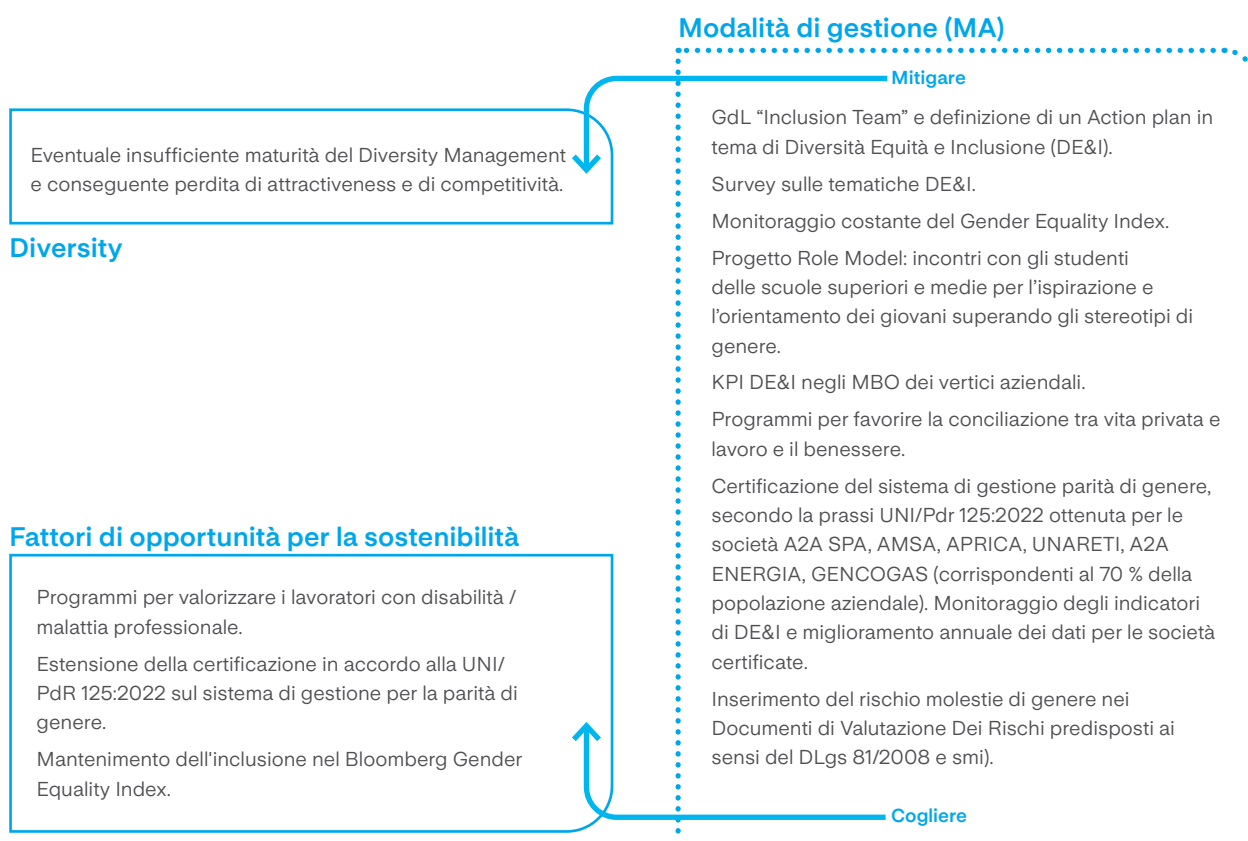 Modalità di gestione (MA)
Mitigare
Eventuale insufficiente maturità del Diversity Management
e conseguente perdita di attractiveness e di competitività.
Diversity
Fattori di opportunità per la sostenibilità
Programmi per valorizzare i lavoratori con disabilità /
malattia professionale.
Estensione della certificazione in accordo alla UNI/
PdR 125:2022 sul sistema di gestione per la parità di
genere.
Mantenimento dell'inclusione nel Bloomberg Gender
Equality Index.
GdL “Inclusion Team” e definizione di un Action plan in
tema di Diversità Equità e Inclusione (DE&I).
Survey sulle tematiche DE&I.
Monitoraggio costante del Gender Equality Index.
Progetto Role Model: incontri con gli studenti
delle scuole superiori e medie per l’ispirazione e
l’orientamento dei giovani superando gli stereotipi di
genere.
KPI DE&I negli MBO dei vertici aziendali.
Programmi per favorire la conciliazione tra vita privata e
lavoro e il benessere.
Certificazione del sistema di gestione parità di genere,
secondo la prassi UNI/Pdr 125:2022 ottenuta per le
società A2A SPA, AMSA, APRICA, UNARETI, A2A
ENERGIA, GENCOGAS (corrispondenti al 70 % della
popolazione aziendale). Monitoraggio degli indicatori
di DE&I e miglioramento annuale dei dati per le società
certificate.
Inserimento del rischio molestie di genere nei
Documenti di Valutazione Dei Rischi predisposti ai
sensi del DLgs 81/2008 e smi).
Cogliere